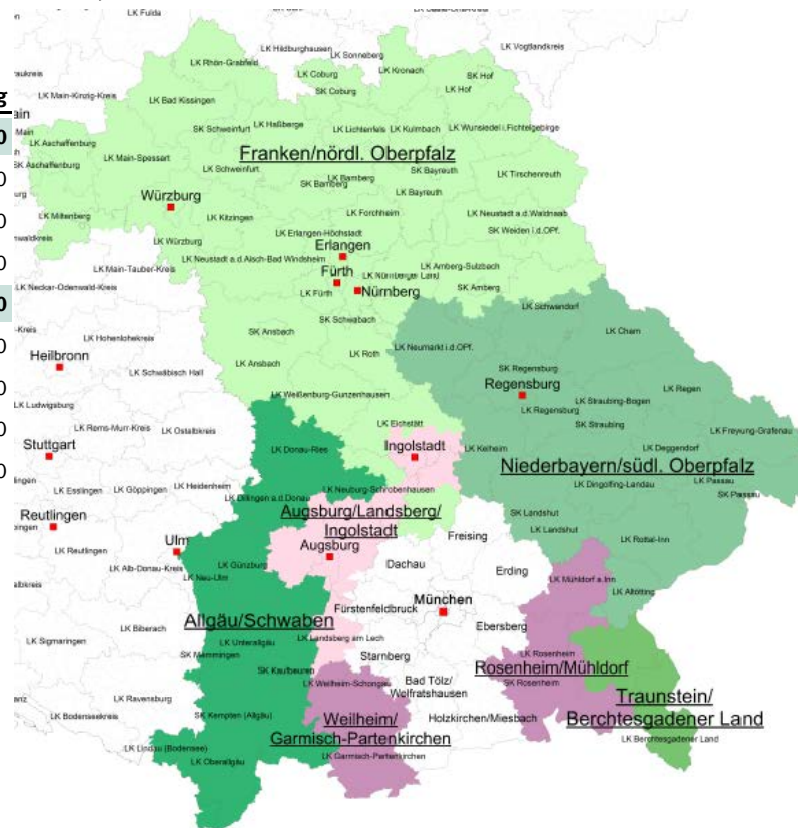 LK Fulda
LK Hildburghausen
LK Sonneberg
LK Vogtlandkreis
LK Rhön-Grabfeld
LK Coburg
LK Kronach
SK Hof
LK Hof
SK Coburg
g
LK Main-Kinzig-Kreis
LK Bad Kissingen
ain
0
Main
LK Aschaffenburg
SK Schweinfurt
LK Haßberge
LK Lichtenfels
LK Kulmbach
LK Wunsiedel i.Fichtelgebirge
SK Aschaffenburg
LK Main-Spessart
Franken/nördl. Oberpfalz
LK Schweinfurt
SK Bayreuth
LK Tirschenreuth
0
LK Bamberg
SK Bamberg
Würzburg
LK Bayreuth
0
LK Miltenberg
LK Kitzingen
LK Forchheim
LK Neustadt a.d.Waldnaab
LK Würzburg
LK Erlangen-Höchstadt
SK Weiden i.d.OPf.
Erlangen
0
LK Main-Tauber-Kreis
LK Neustadt a.d.Aisch-Bad Windsheim
Fürth
LK Nürnberger Land
LK Amberg-Sulzbach
LK Neckar-Odenwald-Kreis
LK Fürth
Nürnberg
SK Amberg
0
LK Schwandorf
-Kreis
LK Hohenlohekreis
SK Ansbach
SK Schwabach
LK Cham
0
Heilbronn
LK Roth
LK Neumarkt i.d.OPf.
LK Schwäbisch Hall
LK Ansbach
SK Regensburg
Regensburg
LK Regen
0
LK Ludwigsburg
LK Weißenburg-Gunzenhausen
LK Straubing-Bogen
LK Regensburg
LK Rems-Murr-Kreis
LK Ostalbkreis
LK Eichstätt
SK Straubing
LK Freyung-Grafenau
0
Stuttgart
LK Donau-Ries
Ingolstadt
LK Kelheim
LK Deggendorf
0
Niederbayern/südl. Oberpfalz
LK Esslingen
LK Göppingen
LK Heidenheim
LK Neuburg-Schrobenhausen
LK Dingolfing-Landau
LK Passau
LK Dillingen a.d.Donau
SK Passau
Reutlingen
Augsburg/Landsberg/
Ingolstadt
SK Landshut
Ulm
Augsburg
Freising
LK Landshut
LK Rottal-Inn
LK Reutlingen
LK Alb-Donau-Kreis
LK Günzburg
Dachau
Erding
LK Neu-Ulm
LK Mühldorf a.Inn
LK Altötting
München
Fürstenfeldbruck
LK Biberach
Allgäu/Schwaben
Ebersberg
LK Sigmaringen
LK Unterallgäu
LK Landsberg am Lech
SK Memmingen
Starnberg
LK Rosenheim
SK Kaufbeuren
Rosenheim/Mühldorf
LK Weilheim-Schongau
Bad Tölz/
Wolfratshausen
SK Rosenheim
LK Ravensburg
Traunstein/
Berchtesgadener Land
LK Bodenseekreis
SK Kempten (Allgäu)
Weilheim/
Garmisch-Partenkirchen
Holzkirchen/Miesbach
LK Berchtesgadener Land
LK Lindau (Bodensee)
LK Oberallgäu
LK Garmisch-Partenkirchen